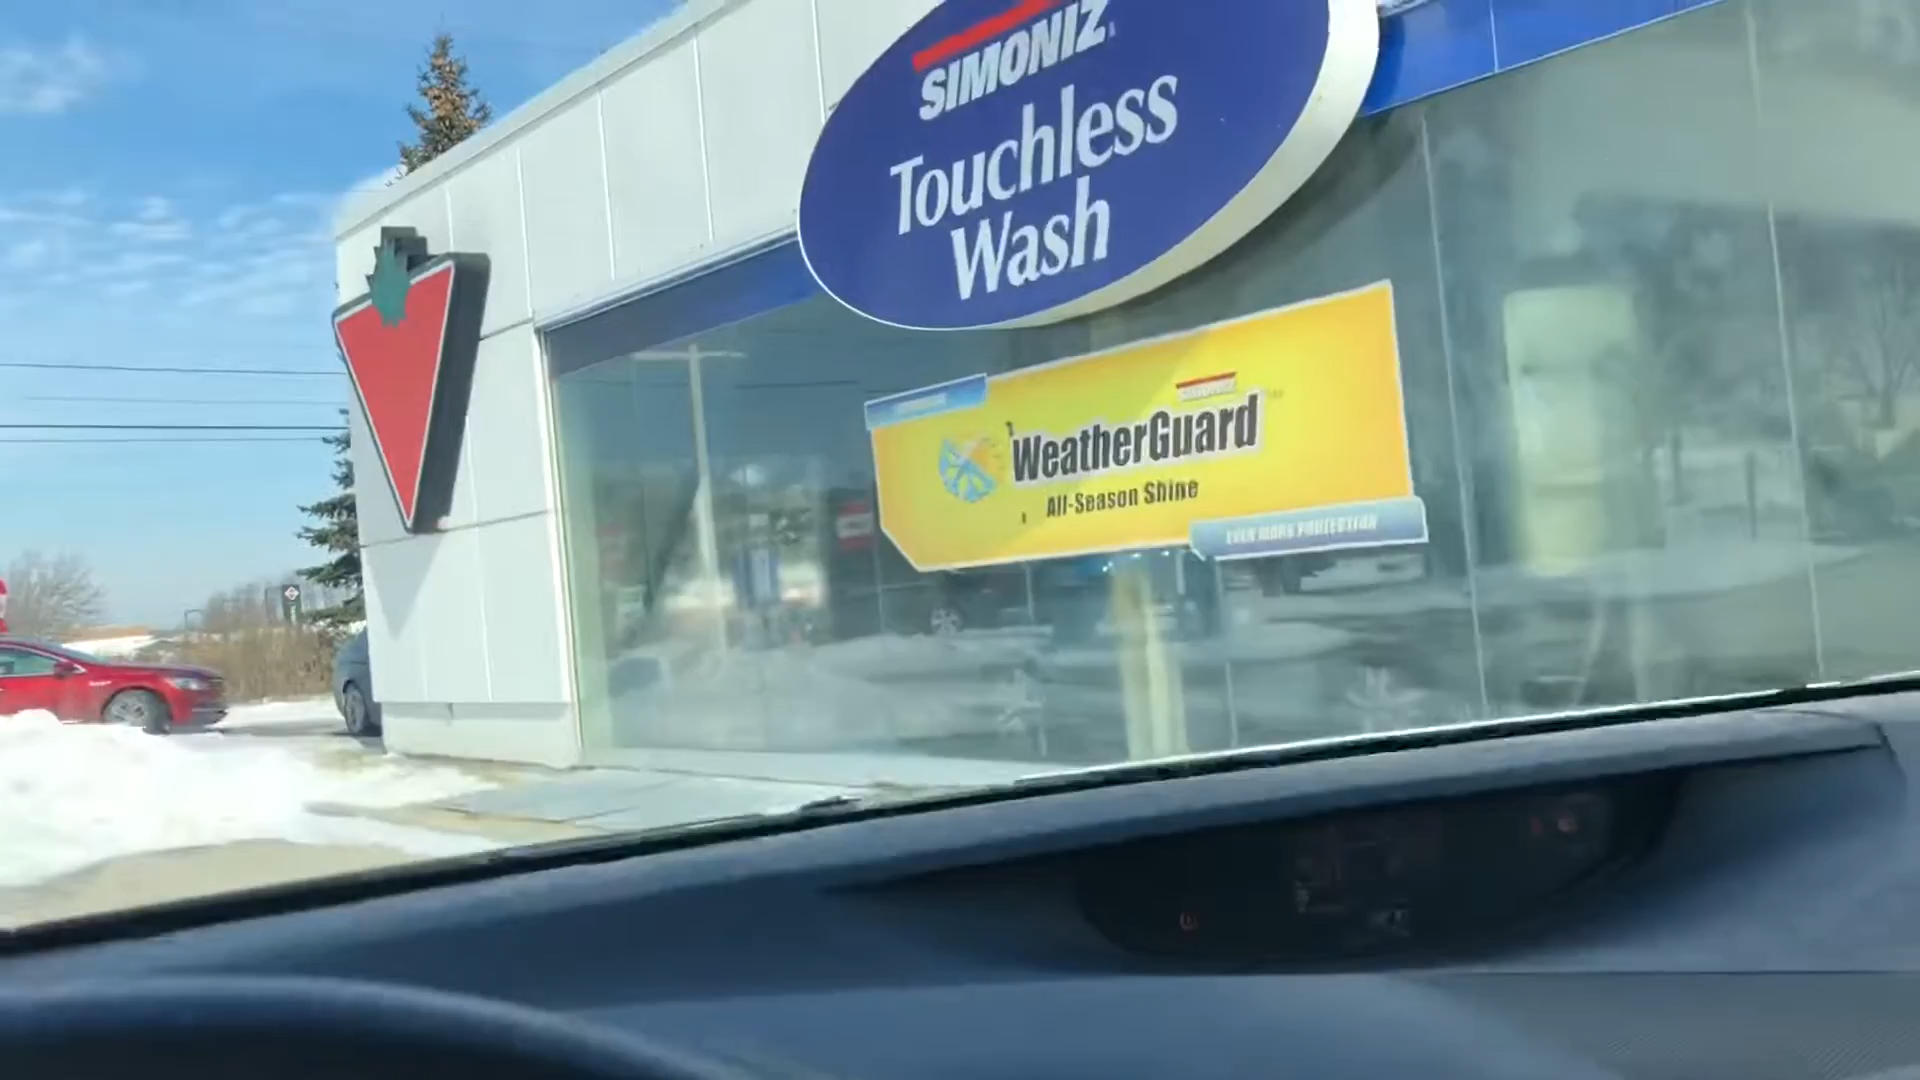 SIMONIZ
Touchless
Wash
SIMONIZ
WeatherGuard
All-Season Shine
EVEN MORE PROTECTION